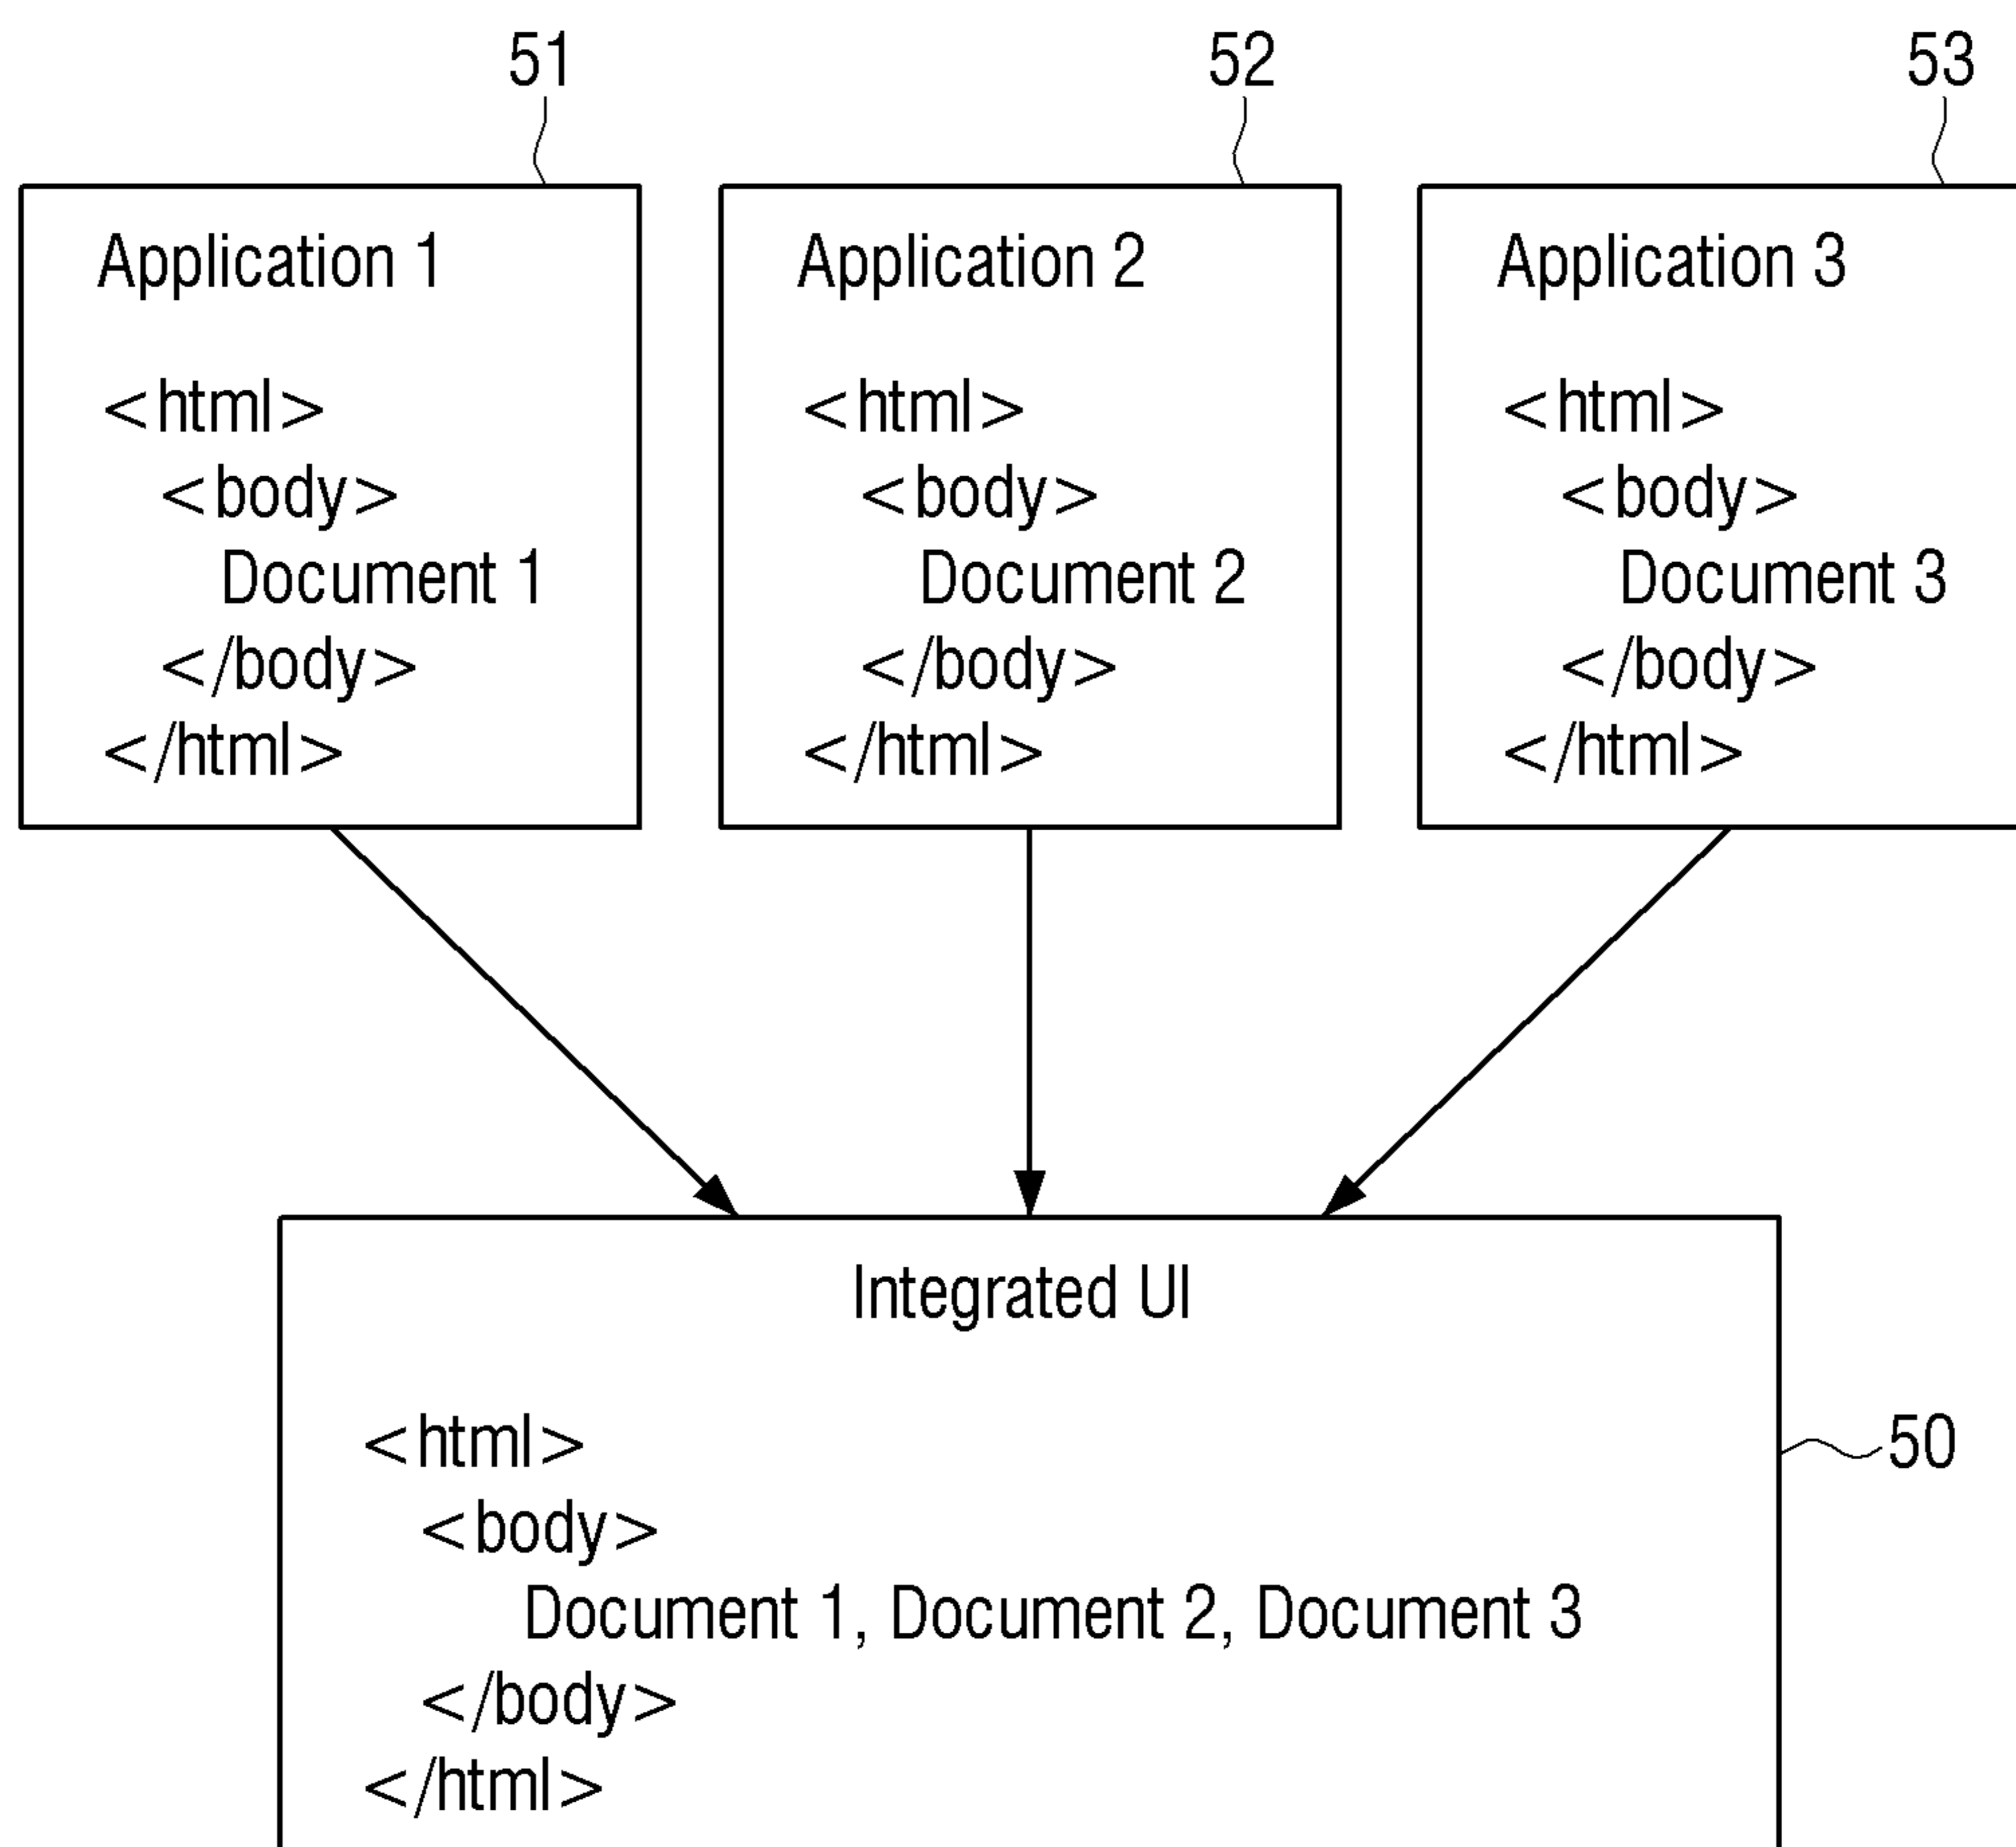 51
52
53
Application 1
<html>
<body>
Document 1
</body>
</html>
Application 2
<html>
<body>
Document 2
</body>
</html>
Application 3
<html>
<body>
Document 3
</body>
</html>
Integrated UI
<html>
<body>
Document 1, Document 2, Document 3
</body>
</html>
50